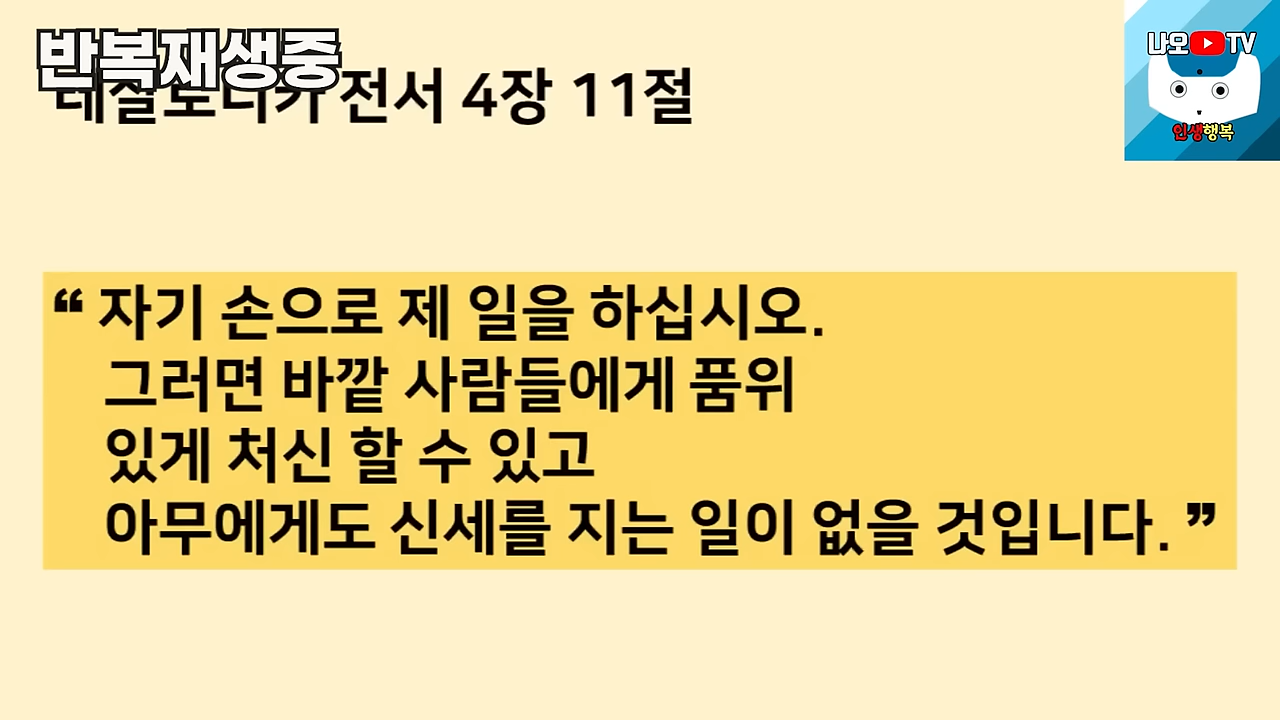 반복재생중
전서 4장 11절
나오 TV
인생행복
“ 자기 손으로 제 일을 하십시오.
그러면 바깥 사람들에게 품위
있게 처신 할 수 있고
아무에게도 신세를 지는 일이 없을 것입니다. ”